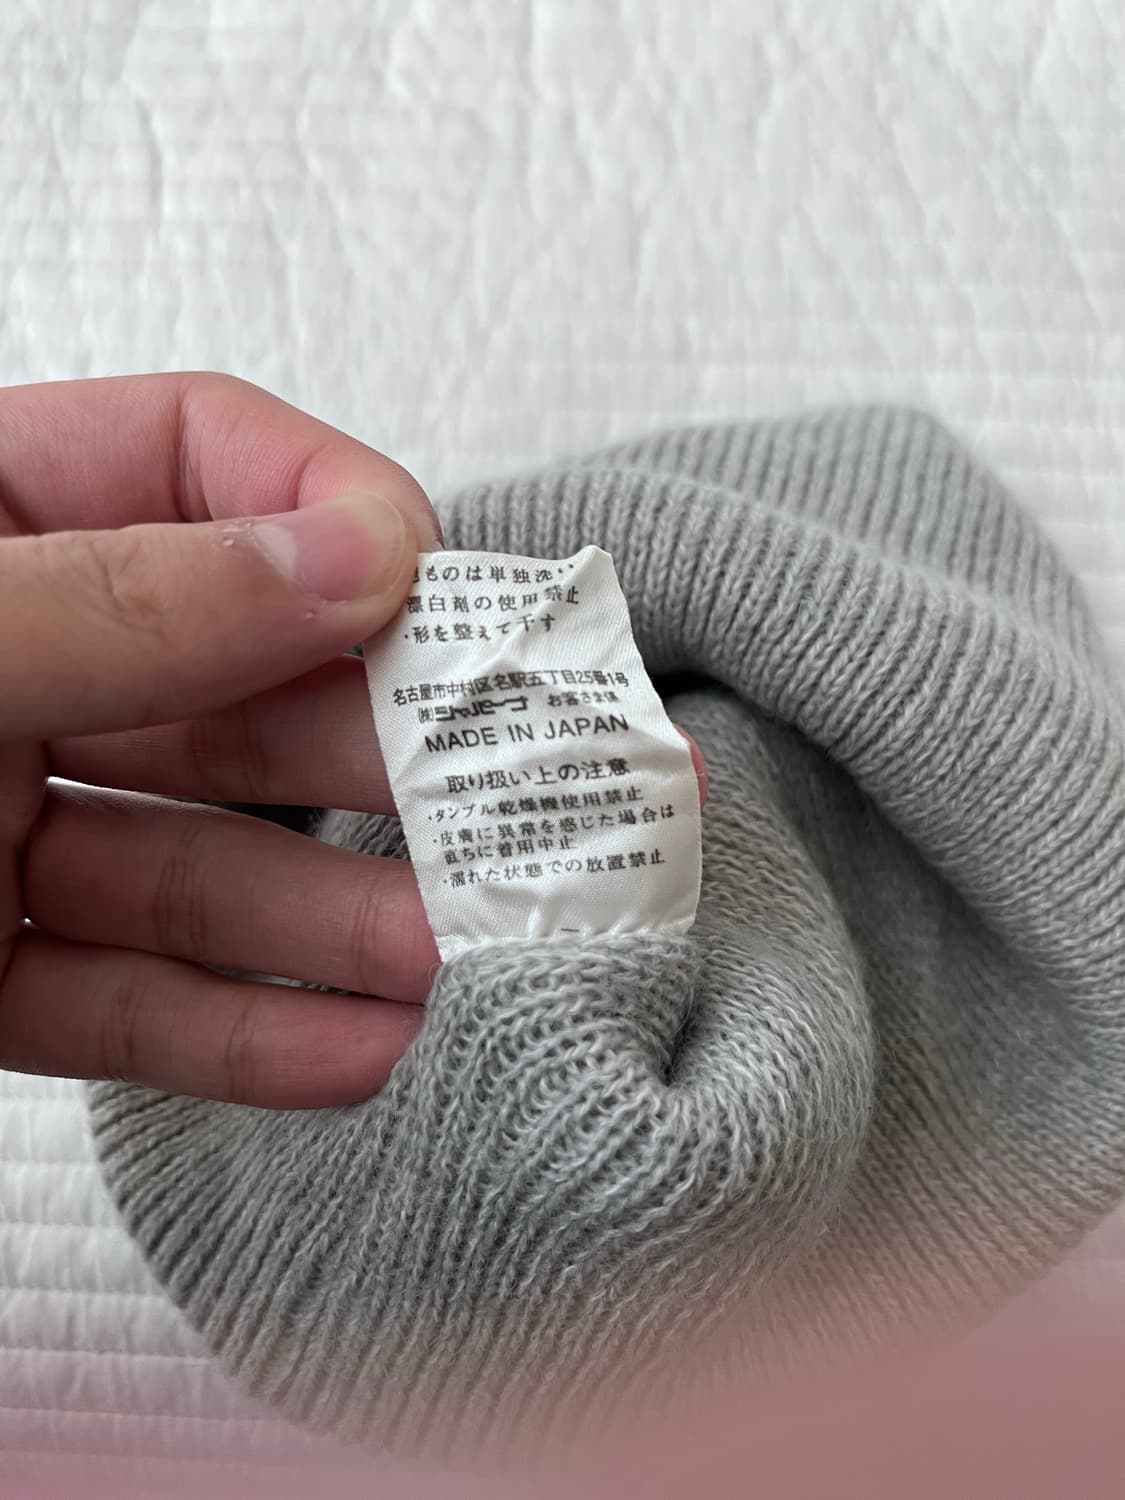 ものは単独洗い
漂白剤の使用禁止
・形を整えて干す
名古屋市中村区名駅五丁目25番1号
㈱シャルレーヌ お客さま係
MADE IN JAPAN
取り扱い上の注意
・タンブル乾燥機使用禁止
・皮膚に異常を感じた場合は
直ちに着用中止
・濡れた状態での放置禁止